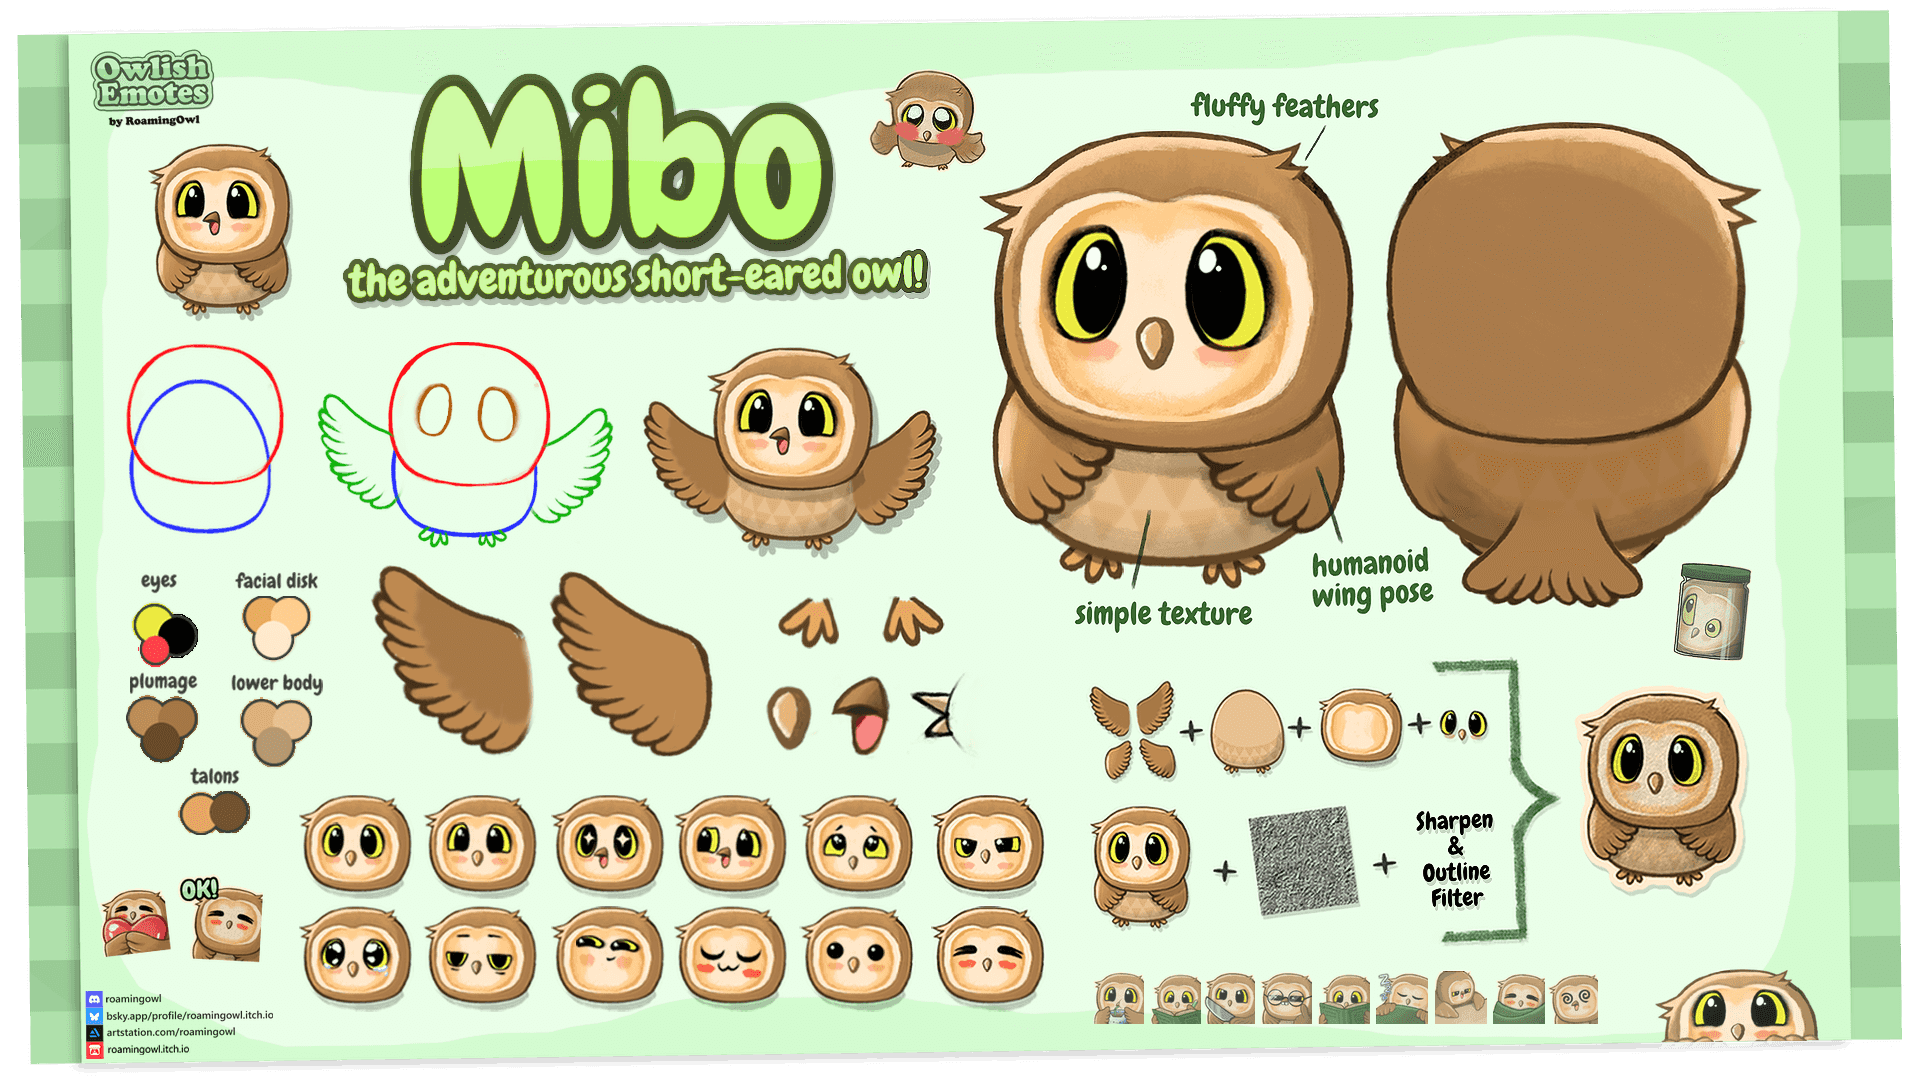 Owlish
Emotes
by RoamingOwl
Mibo
the adventurous short-eared owl!
fluffy feathers
humanoid
wing pose
simple texture
eyes
facial disk
plumage
lower body
talons
OK!
Sharpen
&
Outline
Filter
roamingowl
bsky.app/profile/roamingowl.itch.io
artstation.com/roamingowl
roamingowl.itch.io